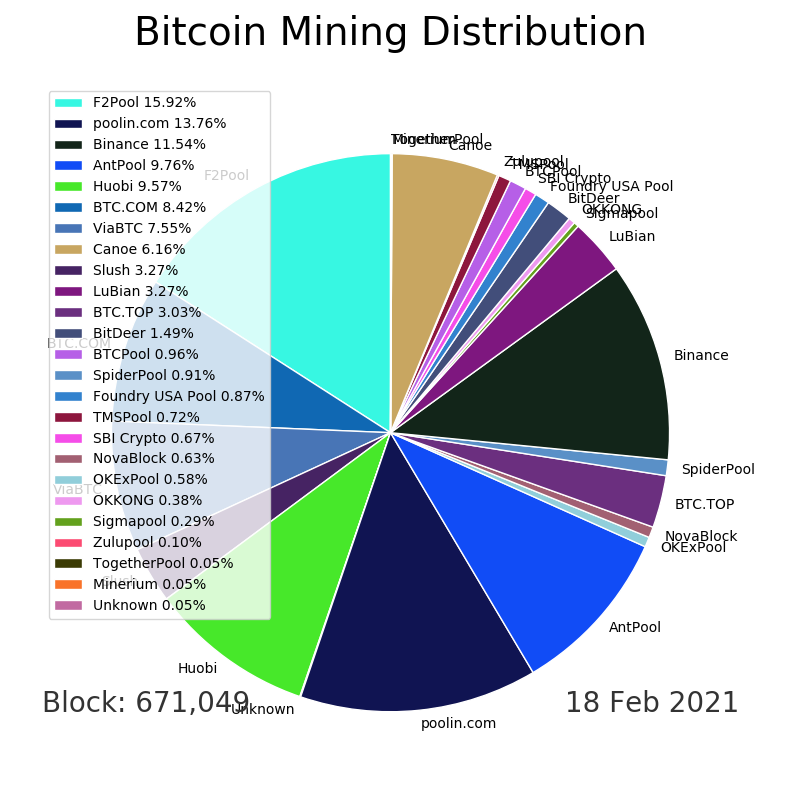 Bitcoin Mining Distribution
F2Pool 15.92%
poolin.com 13.76%
Binance 11.54%
AntPool 9.76%
Huobi 9.57%
BTC.COM 8.42%
ViaBTC 7.55%
Canoe 6.16%
Slush 3.27%
LuBian 3.27%
BTC.TOP 3.03%
BitDeer 1.49%
BTCPool 0.96%
SpiderPool 0.91%
Foundry USA Pool 0.87%
TMSPool 0.72%
SBI Crypto 0.67%
NovaBlock 0.63%
OKExPool 0.58%
OKKONG 0.38%
Sigmapool 0.29%
Zulupool 0.10%
TogetherPool 0.05%
Minerium 0.05%
Unknown 0.05%
TogetherPool
Minerium
Canoe
Zulupool
TMSPool
BTCPool
SBI Crypto
Foundry USA Pool
BitDeer
OKKONG
Sigmapool
LuBian
Binance
SpiderPool
BTC.TOP
NovaBlock
OKExPool
AntPool
poolin.com
Unknown
Huobi
Slush
ViaBTC
BTC.COM
F2Pool
Block: 671,049
18 Feb 2021